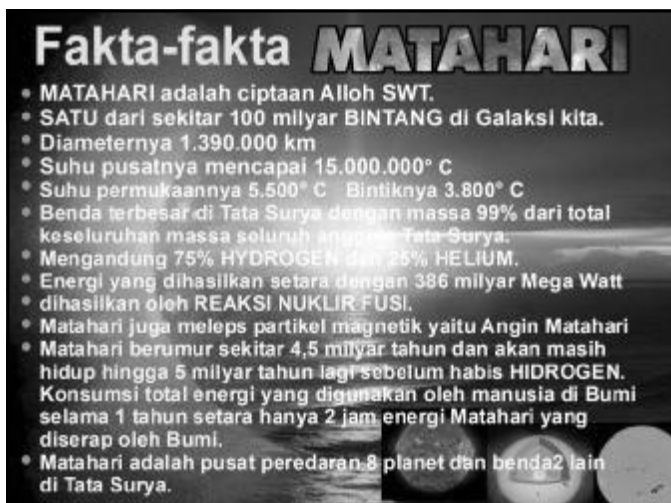 Fakta-fakta MATAHARI
• MATAHARI adalah ciptaan Alloh SWT.
• SATU dari sekitar 100 milyar BINTANG di Galaksi kita.
• Diameternya 1.390.000 km
• Suhu pusatnya mencapai 15.000.000° C
• Suhu permukaannya 5.500° C Bintiknya 3.800° C
• Benda terbesar di Tata Surya dengan massa 99% dari total
keseluruhan massa seluruh anggota Tata Surya.
• Mengandung 75% HYDROGEN dan 25% HELIUM.
• Energi yang dihasilkan setara dengan 386 milyar Mega Watt
• dihasilkan oleh REAKSI NUKLIR FUSI.
• Matahari juga meleps partikel magnetik yaitu Angin Matahari
• Matahari berumur sekitar 4,5 milyar tahun dan akan masih
hidup hingga 5 milyar tahun lagi sebelum habis HIDROGEN.
Konsumsi total energi yang digunakan oleh manusia di Bumi
selama 1 tahun setara hanya 2 jam energi Matahari yang
diserap oleh Bumi.
• Matahari adalah pusat peredaran 8 planet dan benda2 lain
di Tata Surya.